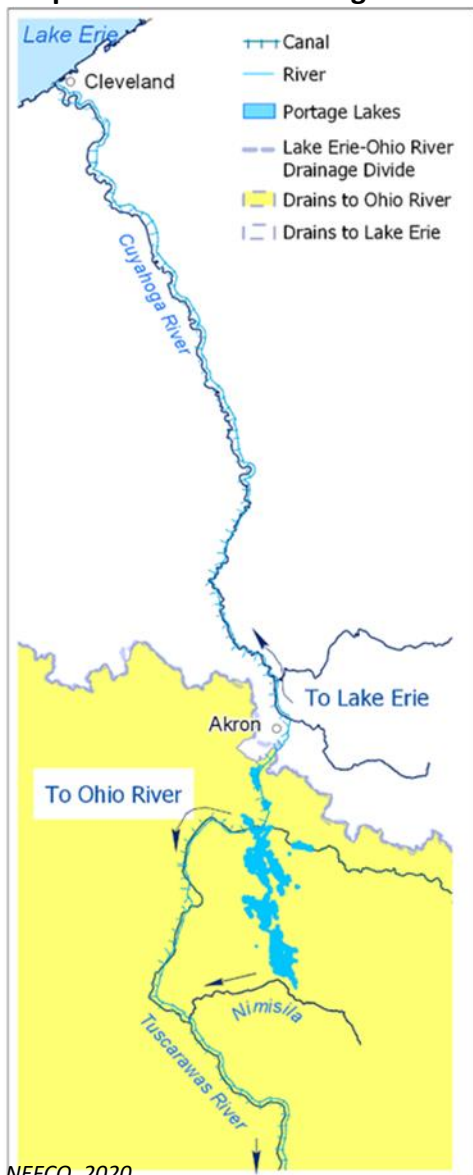 Lake Erie
Cleveland
Canal
River
Portage Lakes
Lake Erie-Ohio River
Drainage Divide
Drains to Ohio River
Drains to Lake Erie
Cuyahoga River
To Lake Erie
Akron
To Ohio River
Nimisila
Tuscarawas River
NEFCO, 2020